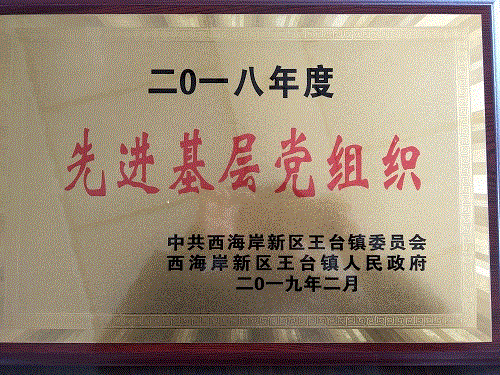 二0一八年度
先进基层党组织
中共西海岸新区王台镇委员会
西海岸新区王台镇人民政府
二0一九年二月